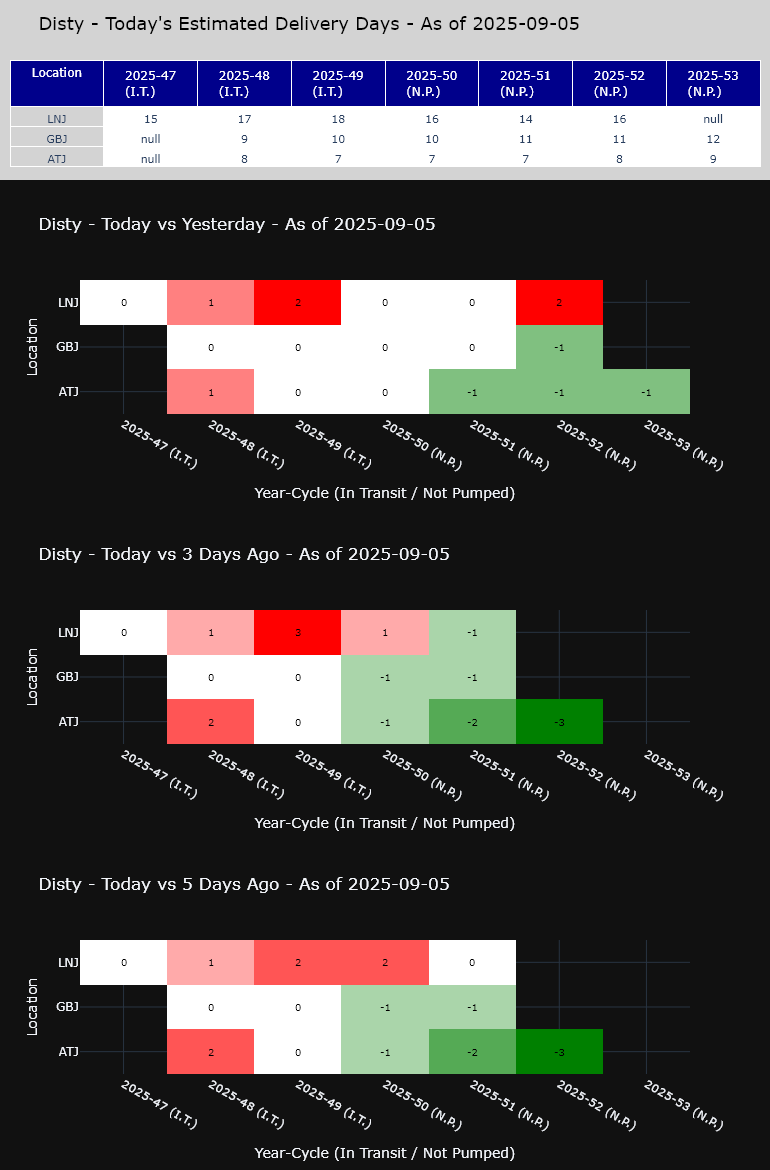 Disty - Today's Estimated Delivery Days - As of 2025-09-05
Location 2025-47 (I.T.) 2025-48 (I.T.) 2025-49 (I.T.) 2025-50 (N.P.) 2025-51 (N.P.) 2025-52 (N.P.) 2025-53 (N.P.)
LNJ 15 17 18 16 14 16 null
GBJ null 9 10 10 11 11 12
ATJ null 8 7 7 7 8 9
Disty - Today vs Yesterday - As of 2025-09-05
Location
LNJ 0 1 2 0 0 2
GBJ 0 0 0 0 -1
ATJ 1 0 0 -1 -1 -1
2025-47 (I.T.) 2025-48 (I.T.) 2025-49 (I.T.) 2025-50 (N.P.) 2025-51 (N.P.) 2025-52 (N.P.) 2025-53 (N.P.)
Year-Cycle (In Transit / Not Pumped)
Disty - Today vs 3 Days Ago - As of 2025-09-05
Location
LNJ 0 1 3 1 -1
GBJ 0 0 -1 -1
ATJ 2 0 -1 -2 -3
2025-47 (I.T.) 2025-48 (I.T.) 2025-49 (I.T.) 2025-50 (N.P.) 2025-51 (N.P.) 2025-52 (N.P.) 2025-53 (N.P.)
Year-Cycle (In Transit / Not Pumped)
Disty - Today vs 5 Days Ago - As of 2025-09-05
Location
LNJ 0 1 2 2 0
GBJ 0 0 -1 -1
ATJ 2 0 -1 -2 -3
2025-47 (I.T.) 2025-48 (I.T.) 2025-49 (I.T.) 2025-50 (N.P.) 2025-51 (N.P.) 2025-52 (N.P.) 2025-53 (N.P.)
Year-Cycle (In Transit / Not Pumped)